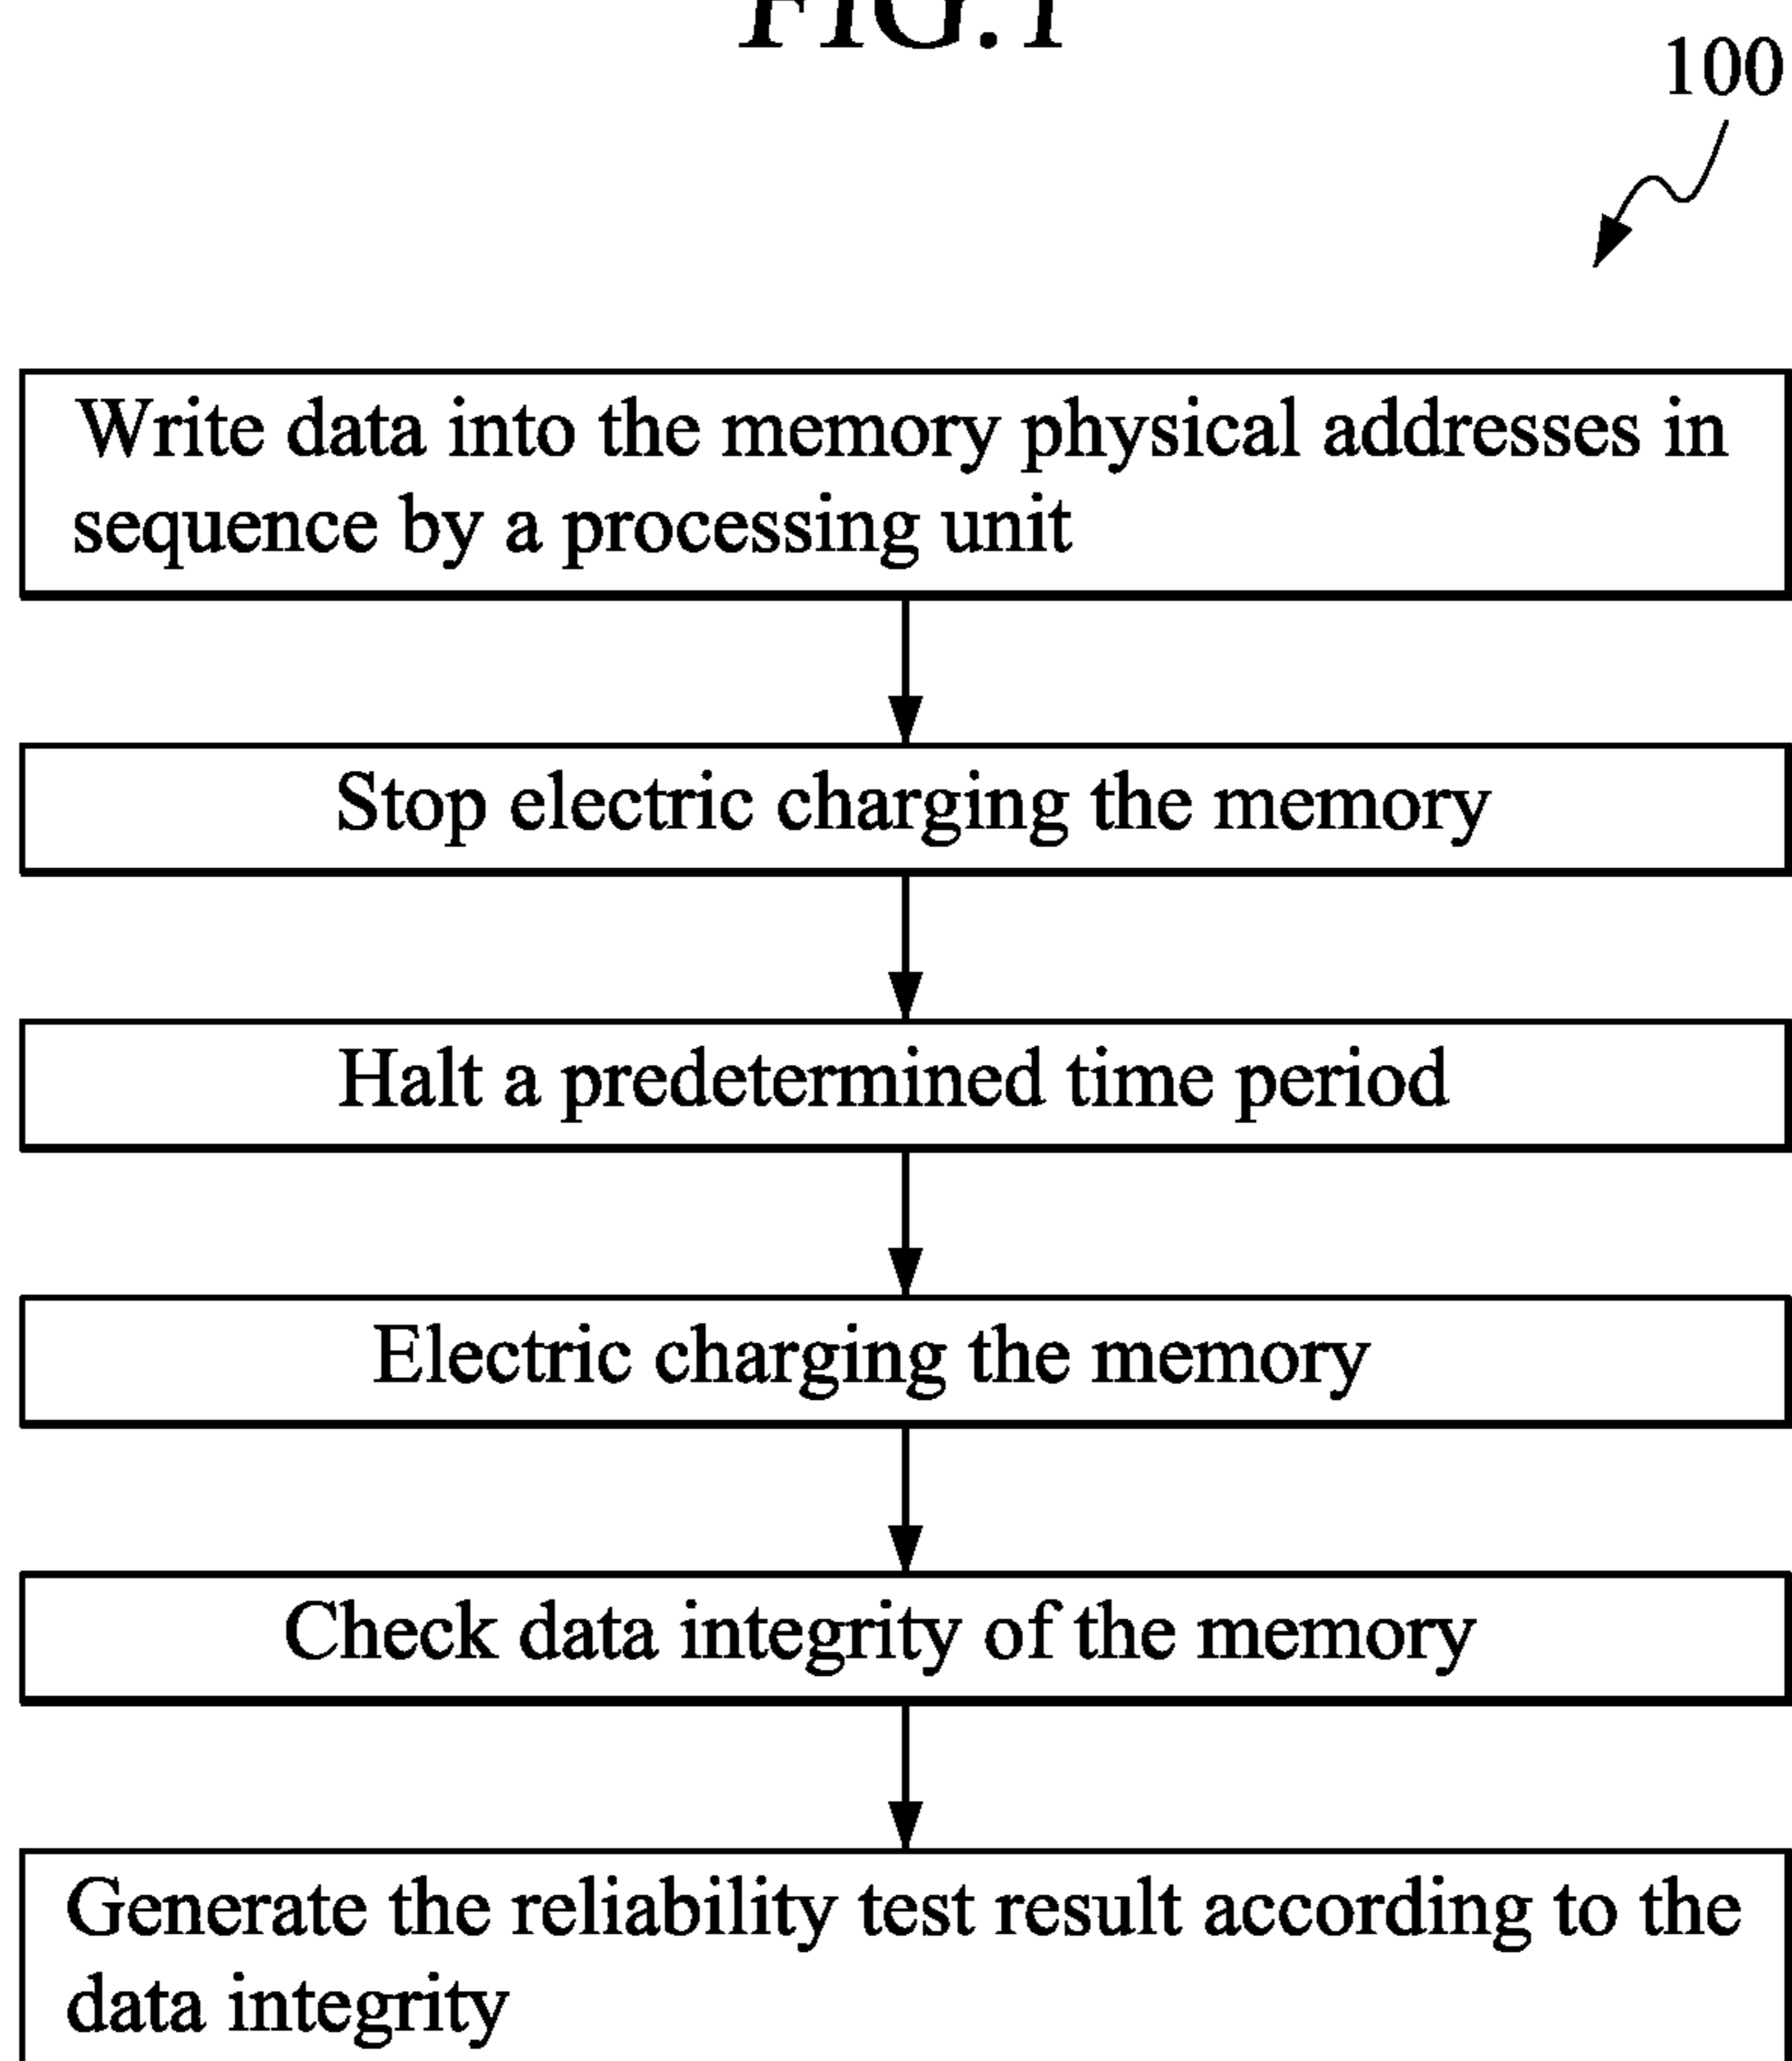 FIG.1
100
Write data into the memory physical addresses in
sequence by a processing unit
Stop electric charging the memory
Halt a predetermined time period
Electric charging the memory
Check data integrity of the memory
Generate the reliability test result according to the
data integrity